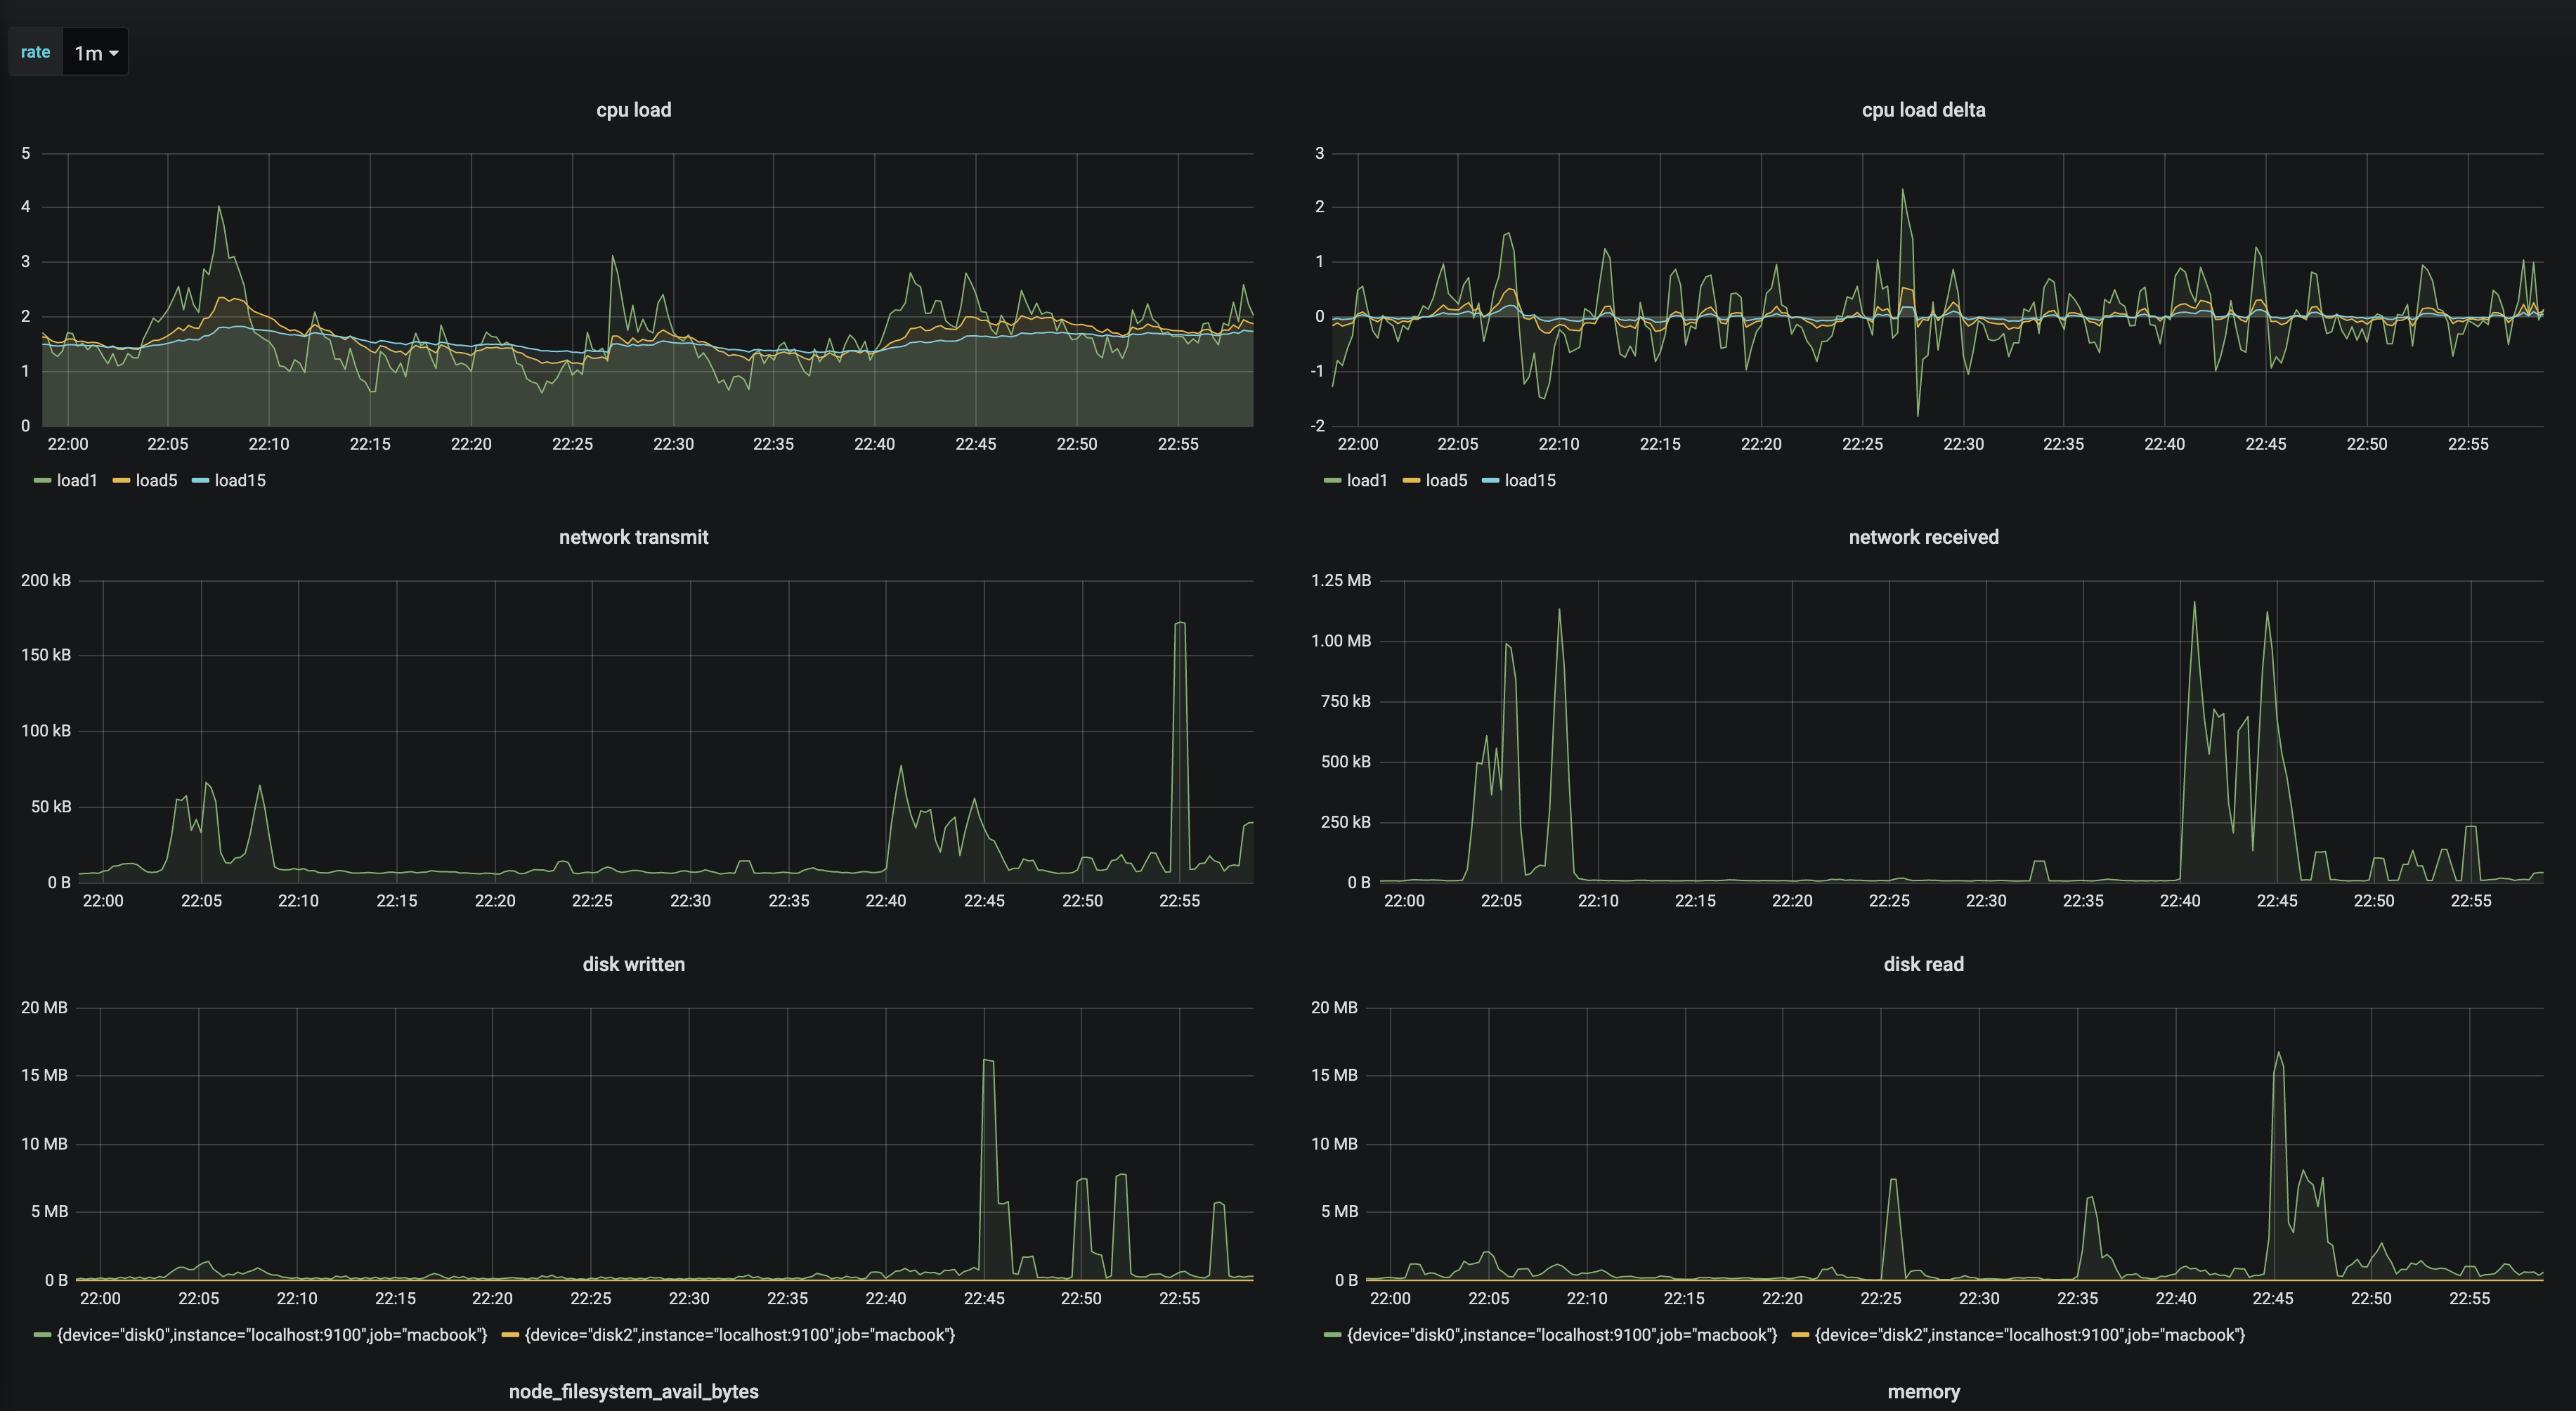 rate 1m
cpu load
5
4
3
2
1
0
22:00 22:05 22:10 22:15 22:20 22:25 22:30 22:35 22:40 22:45 22:50 22:55
load1 load5 load15
cpu load delta
3
2
1
0
-1
-2
22:00 22:05 22:10 22:15 22:20 22:25 22:30 22:35 22:40 22:45 22:50 22:55
load1 load5 load15
network transmit
200 kB
150 kB
100 kB
50 kB
0 B
22:00 22:05 22:10 22:15 22:20 22:25 22:30 22:35 22:40 22:45 22:50 22:55
network received
1.25 MB
1.00 MB
750 kB
500 kB
250 kB
0 B
22:00 22:05 22:10 22:15 22:20 22:25 22:30 22:35 22:40 22:45 22:50 22:55
disk written
20 MB
15 MB
10 MB
5 MB
0 B
22:00 22:05 22:10 22:15 22:20 22:25 22:30 22:35 22:40 22:45 22:50 22:55
{device="disk0",instance="localhost:9100",job="macbook"} {device="disk2",instance="localhost:9100",job="macbook"}
disk read
20 MB
15 MB
10 MB
5 MB
0 B
22:00 22:05 22:10 22:15 22:20 22:25 22:30 22:35 22:40 22:45 22:50 22:55
{device="disk0",instance="localhost:9100",job="macbook"} {device="disk2",instance="localhost:9100",job="macbook"}
node_filesystem_avail_bytes
memory